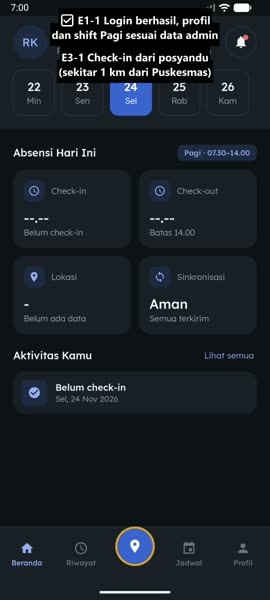 7:00
☑ E1-1 Login berhasil, profil
dan shift Pagi sesuai data admin
RK
E3-1 Check-in dari posyandu
(sekitar 1 km dari Puskesmas)
22 23 24 25 26
Min Sen Sel Rab Kam
Absensi Hari Ini
Pagi · 07.30–14.00
Check-in
--.--
Belum check-in
Check-out
--.--
Batas 14.00
Lokasi
-
Belum ada data
Sinkronisasi
Aman
Semua terkirim
Aktivitas Kamu
Lihat semua
Belum check-in
Sel, 24 Nov 2026
Beranda Riwayat Jadwal Profil